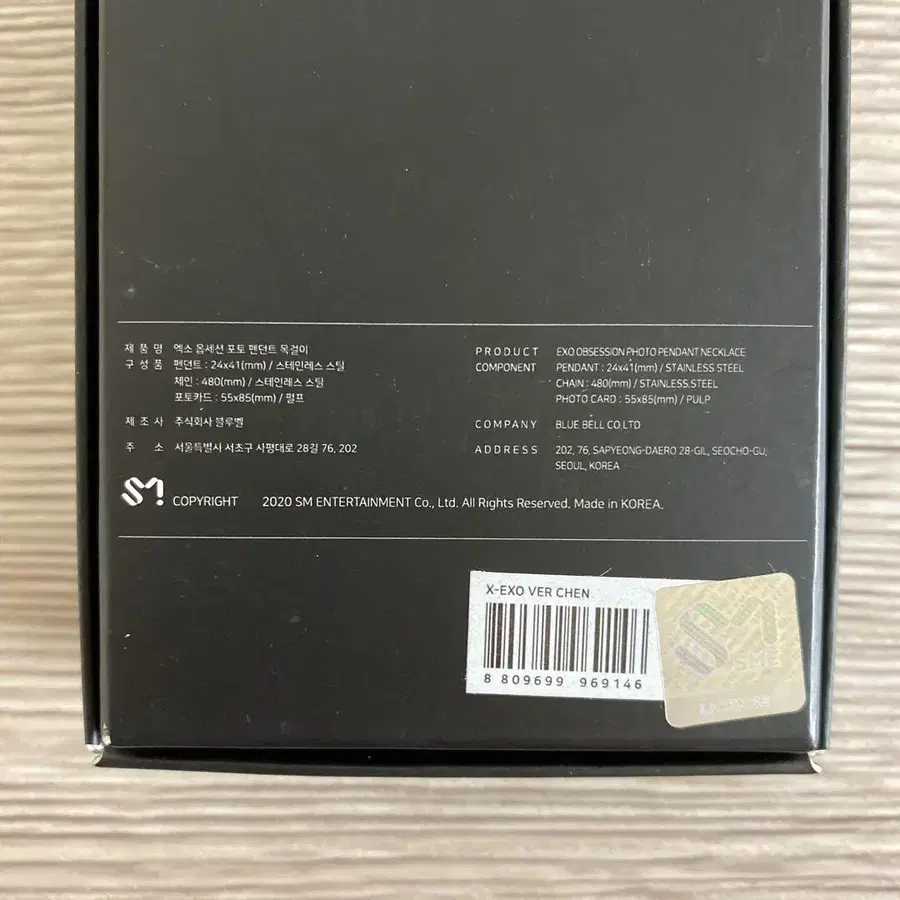 제 품 명 엑소 옵세션 포토 펜던트 목걸이
구 성 품 펜던트 : 24x41(mm) / 스테인레스 스틸
체인 : 480(mm) / 스테인레스 스틸
포토카드 : 55x85(mm) / 펄프
제 조 사 주식회사 블루벨
주 소 서울특별시 서초구 사평대로 28길 76, 202
PRODUCT EXO OBSESSION PHOTO PENDANT NECKLACE
COMPONENT PENDANT : 24x41(mm) / STAINLESS STEEL
CHAIN : 480(mm) / STAINLESS.STEEL
PHOTO CARD : 55x85(mm) / PULP
COMPANY BLUE BELL CO.LTD
ADDRESS 202, 76, SAPYEONG-DAERO 28-GIL, SEOCHO-GU,
SEOUL, KOREA
SM COPYRIGHT 2020 SM ENTERTAINMENT Co., Ltd. All Rights Reserved. Made in KOREA.
X-EXO VER CHEN
8 809699 969146
SM